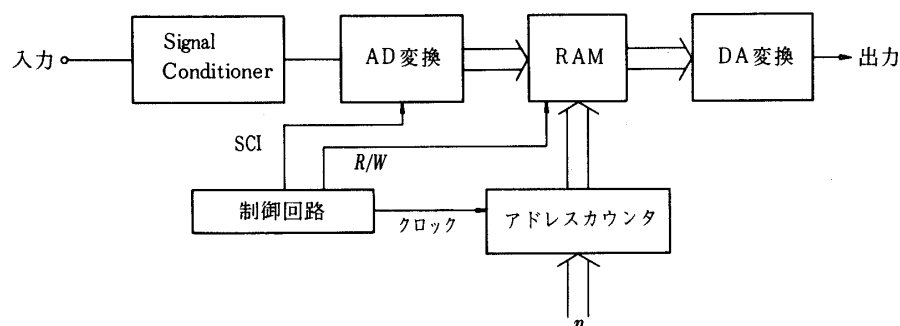 入力
Signal
Conditioner
AD変換
RAM
DA変換
出力
SCI
R/W
制御回路
クロック
アドレスカウンタ
n